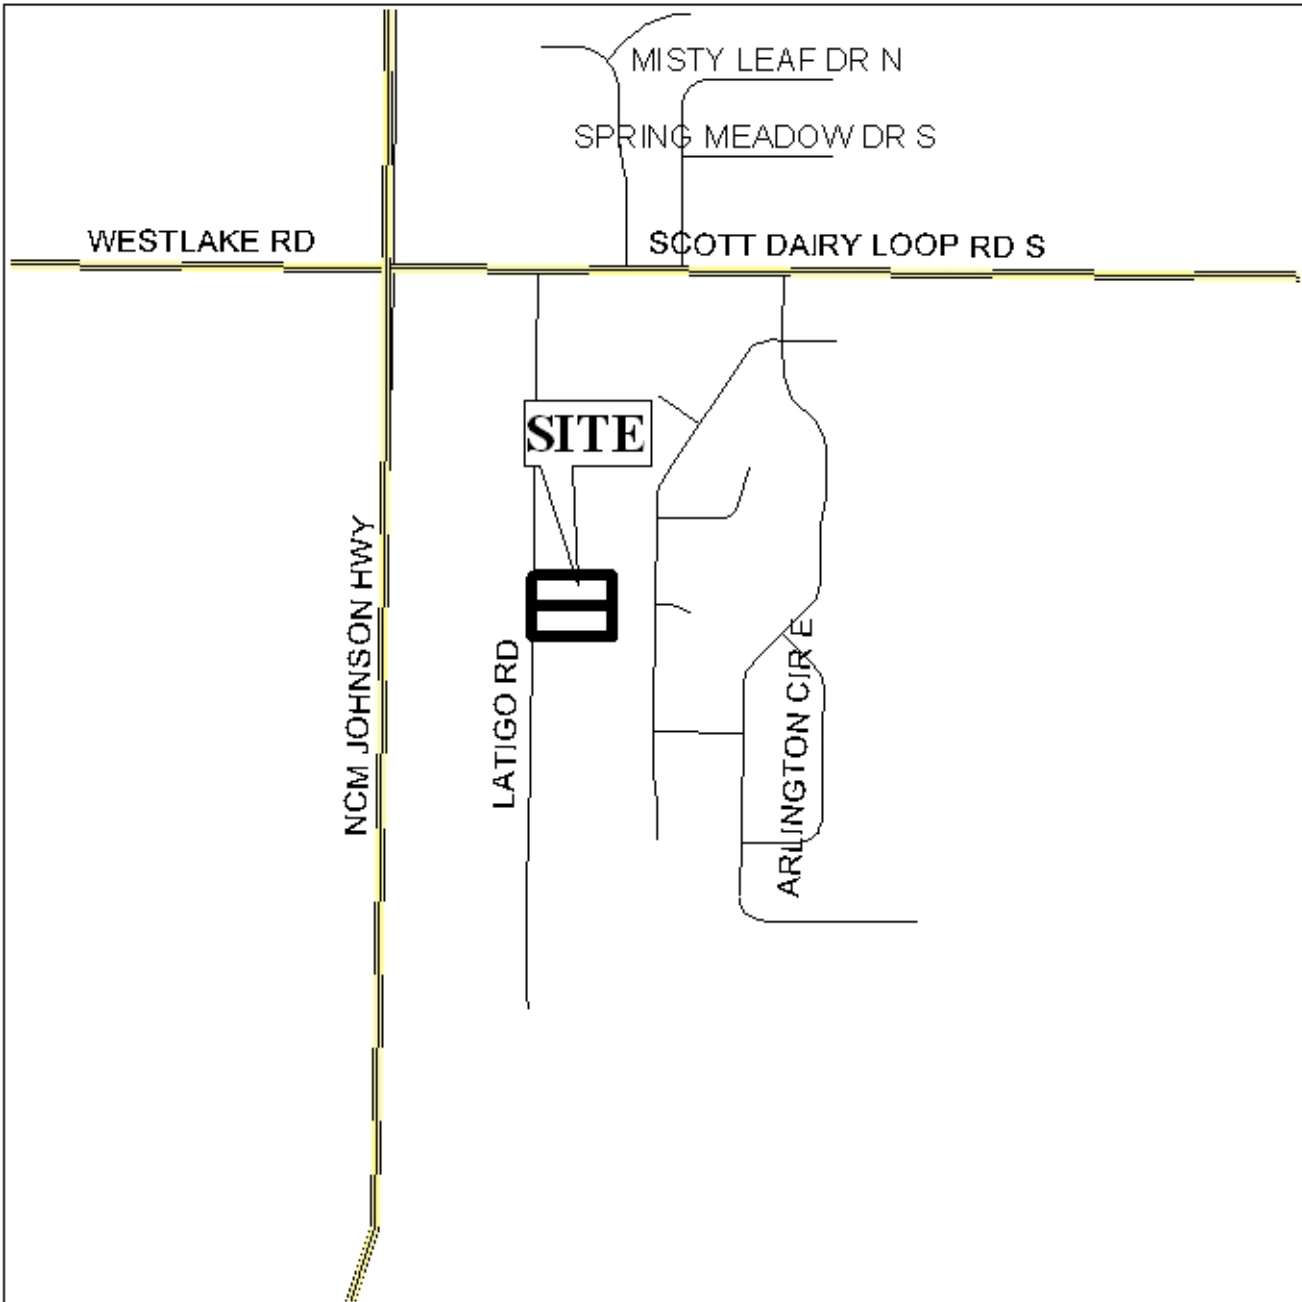 MISTY LEAF DR N
SPRING MEADOW DR S
WESTLAKE RD
SCOTT DAIRY LOOP RD S
SITE
NCM JOHNSON HWY
LATIGO RD
ARLINGTON CIR E